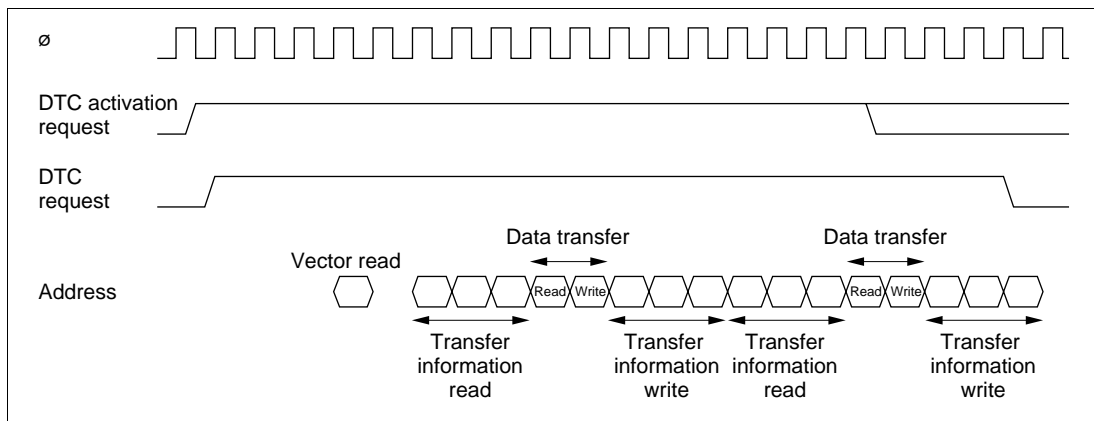 ø
DTC activation
request
DTC
request
Data transfer
Data transfer
Vector read
Address
Read
Write
Read
Write
Transfer
information
read
Transfer
information
write
Transfer
information
read
Transfer
information
write